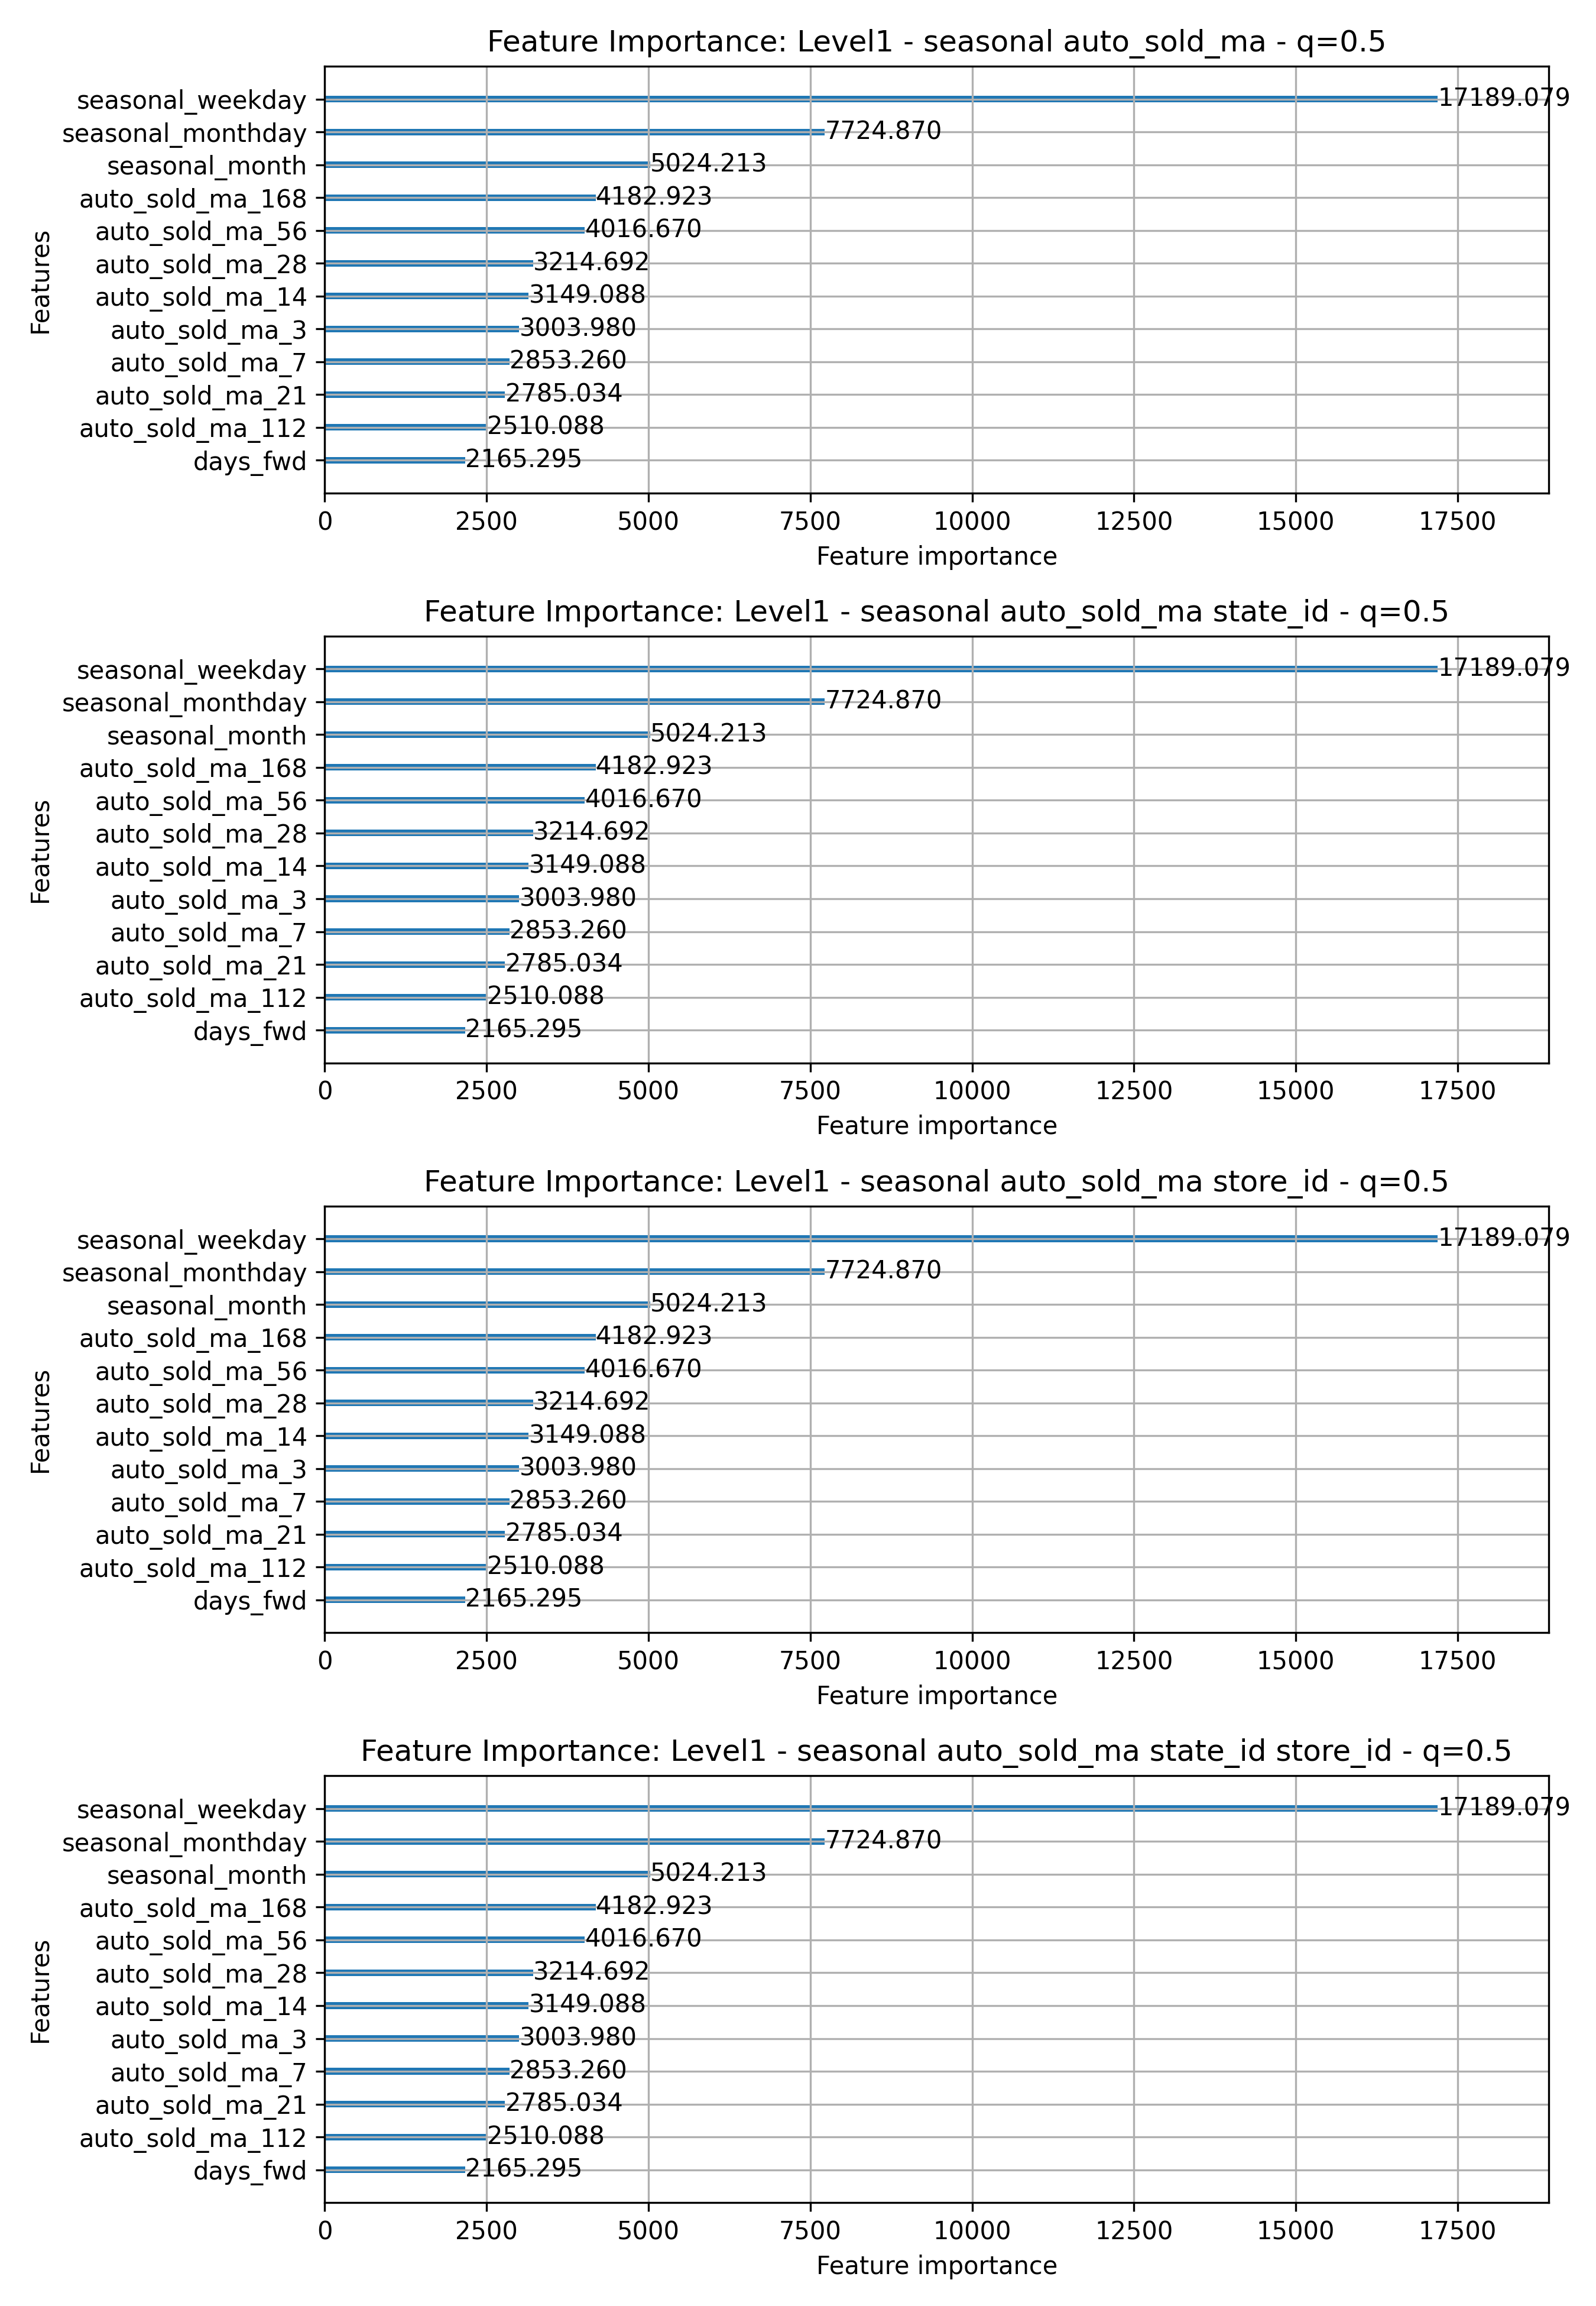 Feature Importance: Level1 - seasonal auto_sold_ma - q=0.5
Features
seasonal_weekday 17189.079
seasonal_monthday 7724.870
seasonal_month 5024.213
auto_sold_ma_168 4182.923
auto_sold_ma_56 4016.670
auto_sold_ma_28 3214.692
auto_sold_ma_14 3149.088
auto_sold_ma_3 3003.980
auto_sold_ma_7 2853.260
auto_sold_ma_21 2785.034
auto_sold_ma_112 2510.088
days_fwd 2165.295
0 2500 5000 7500 10000 12500 15000 17500
Feature importance
Feature Importance: Level1 - seasonal auto_sold_ma state_id - q=0.5
Features
seasonal_weekday 17189.079
seasonal_monthday 7724.870
seasonal_month 5024.213
auto_sold_ma_168 4182.923
auto_sold_ma_56 4016.670
auto_sold_ma_28 3214.692
auto_sold_ma_14 3149.088
auto_sold_ma_3 3003.980
auto_sold_ma_7 2853.260
auto_sold_ma_21 2785.034
auto_sold_ma_112 2510.088
days_fwd 2165.295
0 2500 5000 7500 10000 12500 15000 17500
Feature importance
Feature Importance: Level1 - seasonal auto_sold_ma store_id - q=0.5
Features
seasonal_weekday 17189.079
seasonal_monthday 7724.870
seasonal_month 5024.213
auto_sold_ma_168 4182.923
auto_sold_ma_56 4016.670
auto_sold_ma_28 3214.692
auto_sold_ma_14 3149.088
auto_sold_ma_3 3003.980
auto_sold_ma_7 2853.260
auto_sold_ma_21 2785.034
auto_sold_ma_112 2510.088
days_fwd 2165.295
0 2500 5000 7500 10000 12500 15000 17500
Feature importance
Feature Importance: Level1 - seasonal auto_sold_ma state_id store_id - q=0.5
Features
seasonal_weekday 17189.079
seasonal_monthday 7724.870
seasonal_month 5024.213
auto_sold_ma_168 4182.923
auto_sold_ma_56 4016.670
auto_sold_ma_28 3214.692
auto_sold_ma_14 3149.088
auto_sold_ma_3 3003.980
auto_sold_ma_7 2853.260
auto_sold_ma_21 2785.034
auto_sold_ma_112 2510.088
days_fwd 2165.295
0 2500 5000 7500 10000 12500 15000 17500
Feature importance